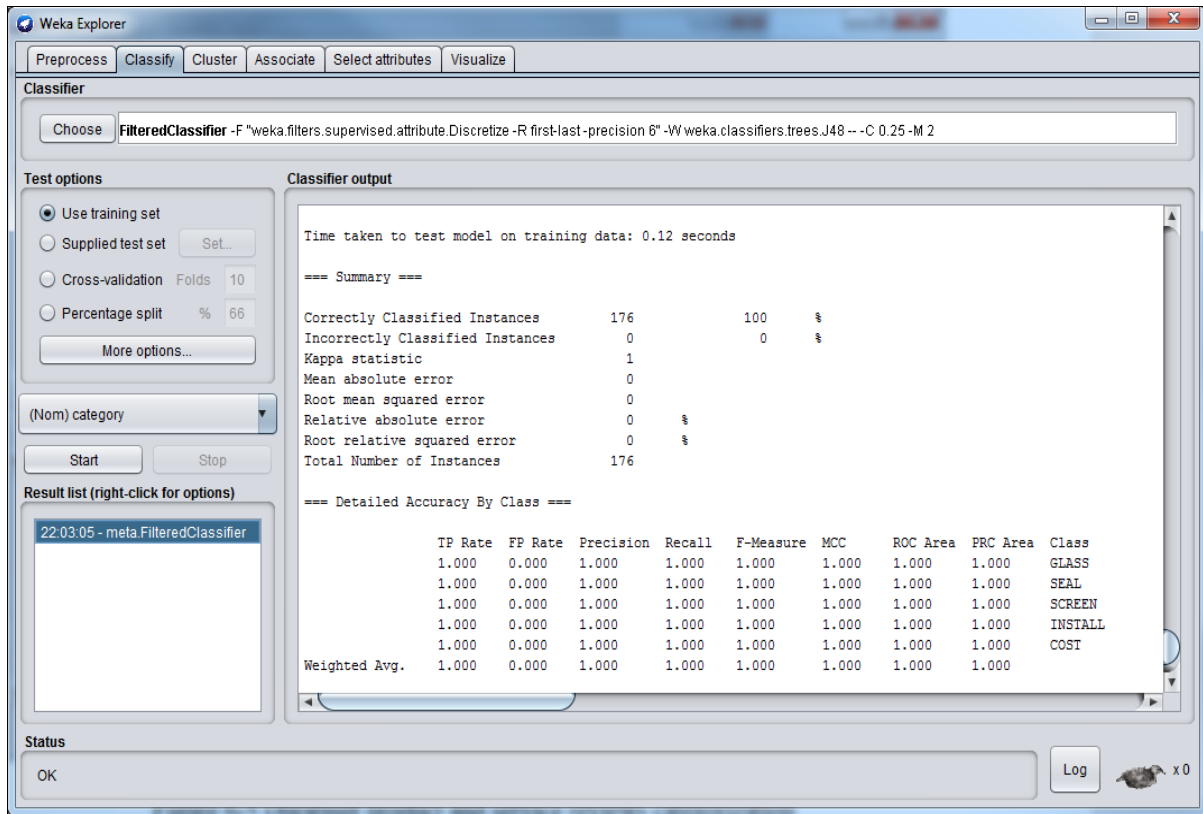 Weka Explorer
Preprocess Classify Cluster Associate Select attributes Visualize
Classifier
Choose FilteredClassifier -F "weka.filters.supervised.attribute.Discretize -R first-last -precision 6" -W weka.classifiers.trees.J48 -- -C 0.25 -M 2
Test options
Use training set
Supplied test set Set...
Cross-validation Folds 10
Percentage split % 66
More options...
(Nom) category
Start Stop
Result list (right-click for options)
22:03:05 - meta.FilteredClassifier
Classifier output
Time taken to test model on training data: 0.12 seconds
=== Summary ===
Correctly Classified Instances 176 100 %
Incorrectly Classified Instances 0 0 %
Kappa statistic 1
Mean absolute error 0
Root mean squared error 0
Relative absolute error 0 %
Root relative squared error 0 %
Total Number of Instances 176
=== Detailed Accuracy By Class ===
TP Rate FP Rate Precision Recall F-Measure MCC ROC Area PRC Area Class
1.000 0.000 1.000 1.000 1.000 1.000 1.000 1.000 GLASS
1.000 0.000 1.000 1.000 1.000 1.000 1.000 1.000 SEAL
1.000 0.000 1.000 1.000 1.000 1.000 1.000 1.000 SCREEN
1.000 0.000 1.000 1.000 1.000 1.000 1.000 1.000 INSTALL
1.000 0.000 1.000 1.000 1.000 1.000 1.000 1.000 COST
Weighted Avg. 1.000 0.000 1.000 1.000 1.000 1.000 1.000 1.000
Status
OK
Log x 0